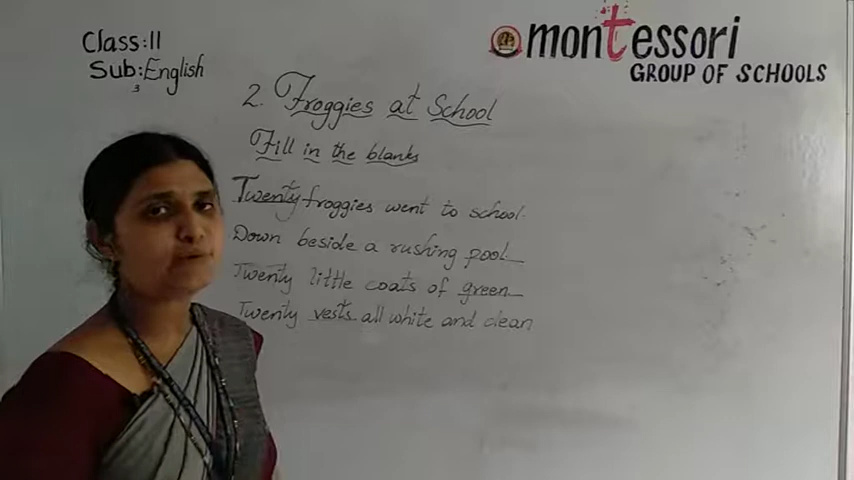 Class:II
Sub:English
3
montessori
GROUP OF SCHOOLS
2. Froggies at School
Fill in the blanks
Twenty froggies went to school.
Down beside a rushing pool.
Twenty little coats of green
Twenty vests all white and clean